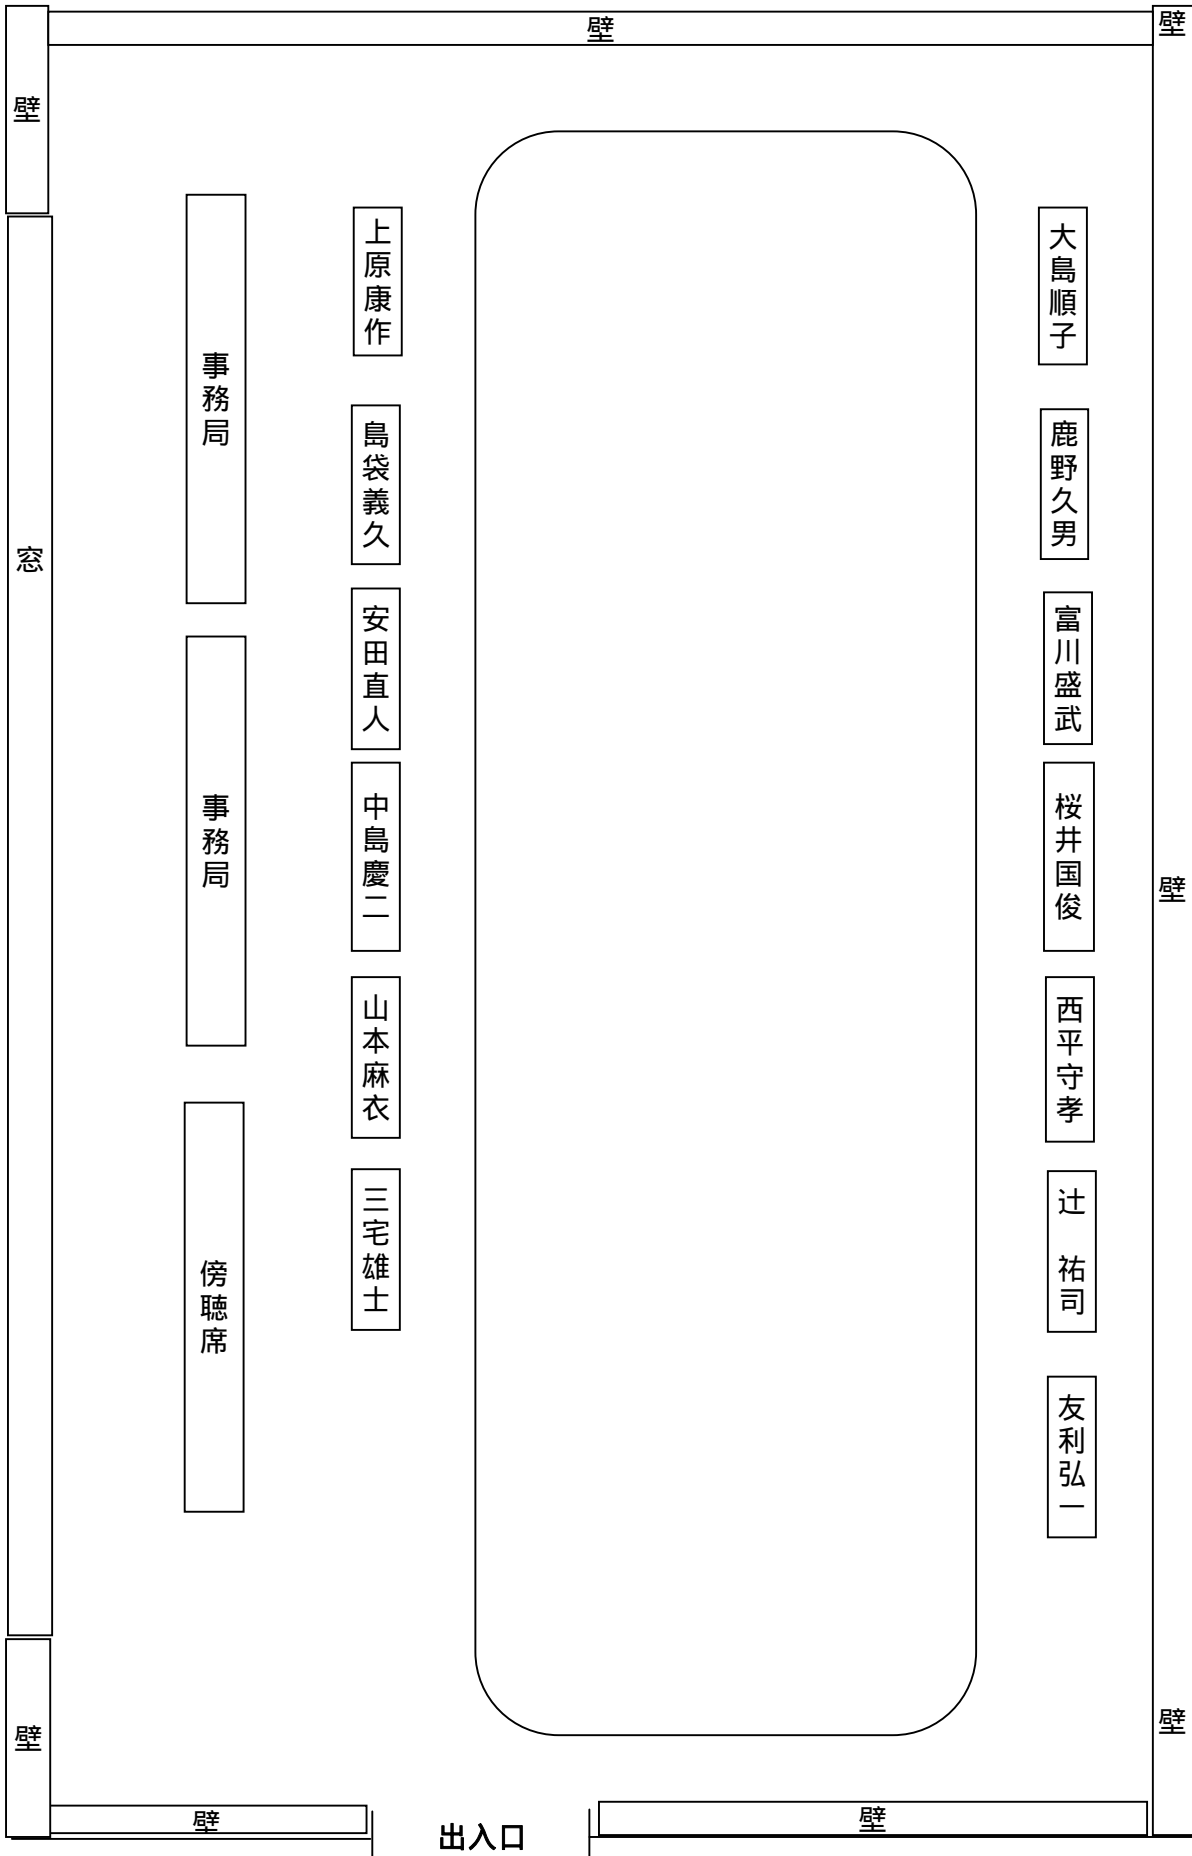 壁
壁
壁
上原康作
大島順子
事務局
島袋義久
鹿野久男
窓
安田直人
富川盛武
事務局
中島慶二
桜井国俊
壁
山本麻衣
西平守孝
三宅雄士
辻 祐司
傍聴席
友利弘一
壁
壁
壁
壁
出入口